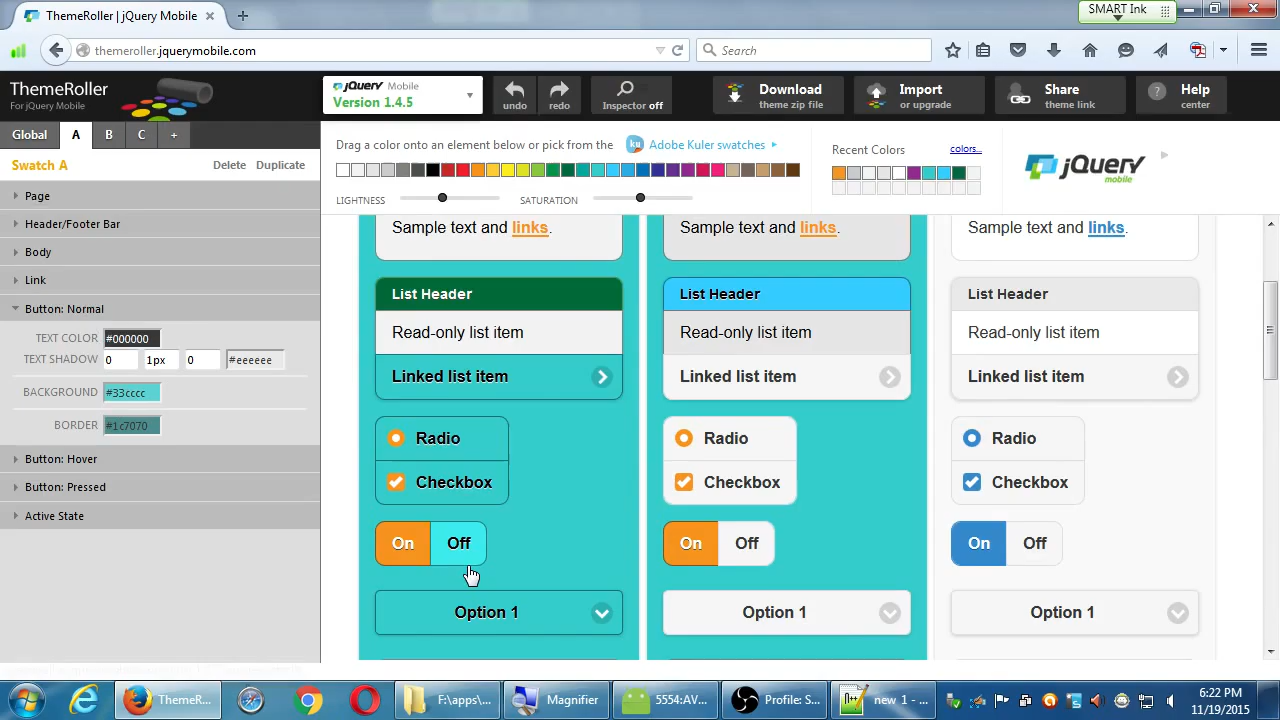 SMART Ink
ThemeRoller | jQuery Mobile
themeroller.jquerymobile.com
Search
ThemeRoller
For jQuery Mobile
jQuery Mobile
Version 1.4.5
undo
redo
Inspector off
Download
theme zip file
Import
or upgrade
Share
theme link
Help
center
Global
A
B
C
+
Swatch A
Delete
Duplicate
Page
Header/Footer Bar
Body
Link
Button: Normal
TEXT COLOR
#000000
TEXT SHADOW
0
1px
0
#eeeeee
BACKGROUND
#33cccc
BORDER
#1c7070
Button: Hover
Button: Pressed
Active State
Drag a color onto an element below or pick from the
ku
Adobe Kuler swatches
LIGHTNESS
SATURATION
Recent Colors
colors...
jQuery
mobile
Sample text and links.
List Header
Read-only list item
Linked list item
Radio
Checkbox
On
Off
Option 1
Sample text and links.
List Header
Read-only list item
Linked list item
Radio
Checkbox
On
Off
Option 1
Sample text and links.
List Header
Read-only list item
Linked list item
Radio
Checkbox
On
Off
Option 1
ThemeR...
F:\apps\...
Magnifier
5554:AV...
Profile: S...
new 1 - ...
6:22 PM
11/19/2015